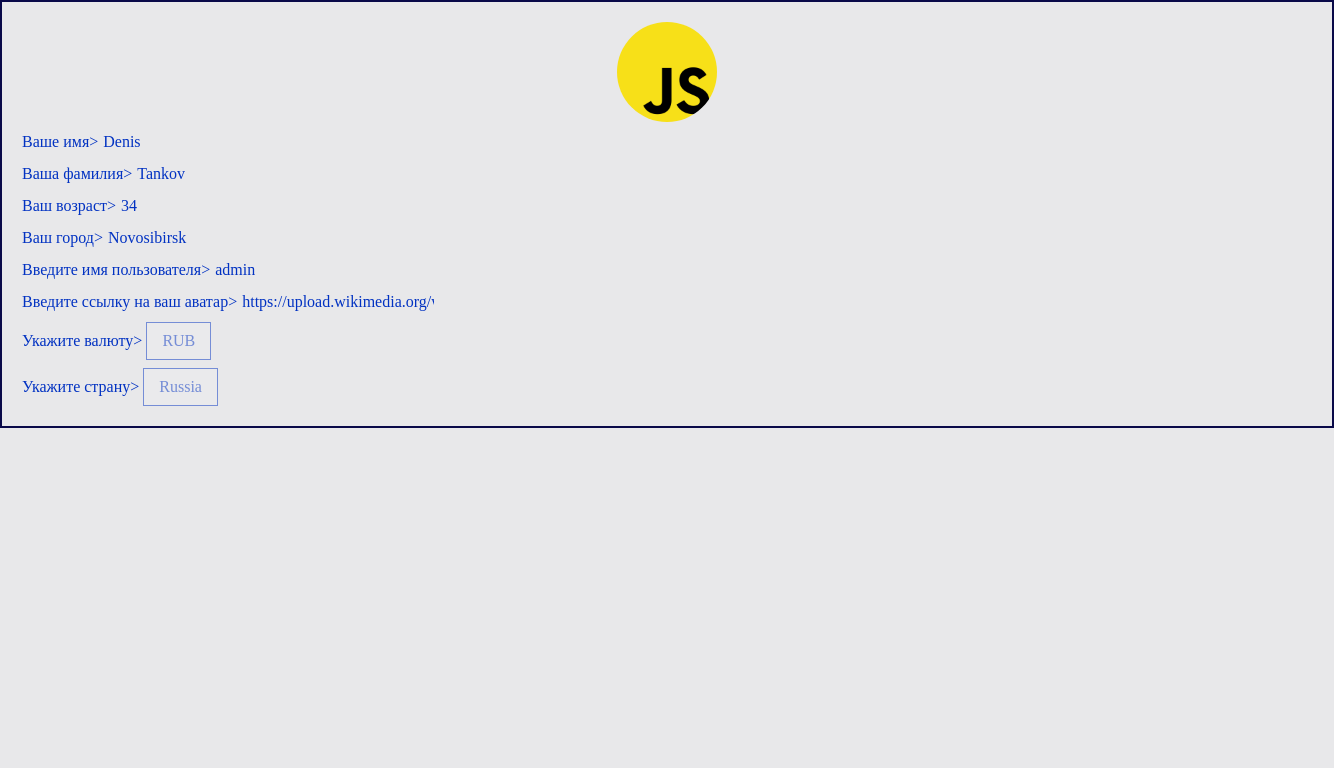 JS
Ваше имя> Denis
Ваша фамилия> Tankov
Ваш возраст> 34
Ваш город> Novosibirsk
Введите имя пользователя> admin
Введите ссылку на ваш аватар> https://upload.wikimedia.org/
Укажите валюту> RUB
Укажите страну> Russia